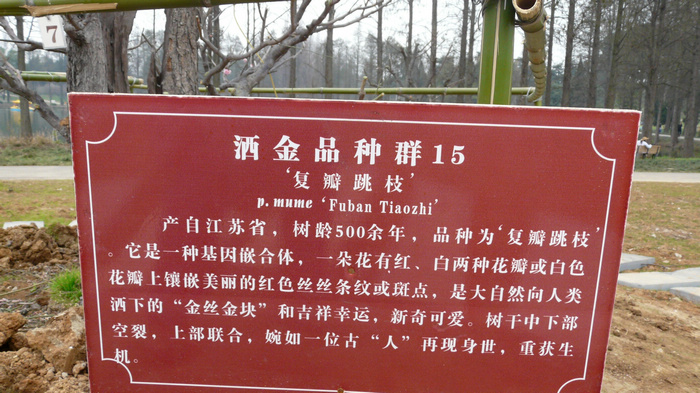 7
洒金品种群15
‘复瓣跳枝’
p. mume ‘Fuban Tiaozhi’
产自江苏省，树龄500余年，品种为‘复瓣跳枝’
。它是一种基因嵌合体，一朵花有红、白两种花瓣或白色
花瓣上镶嵌美丽的红色丝丝条纹或斑点，是大自然向人类
洒下的“金丝金块”和吉祥幸运，新奇可爱。树干中下部
空裂，上部联合，婉如一位古“人”再现身世，重获生
机。